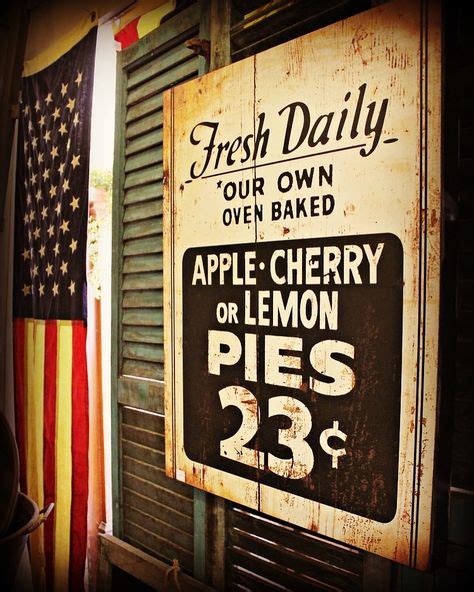 Fresh Daily
*OUR OWN
OVEN BAKED
APPLE • CHERRY
OR LEMON
PIES
23¢